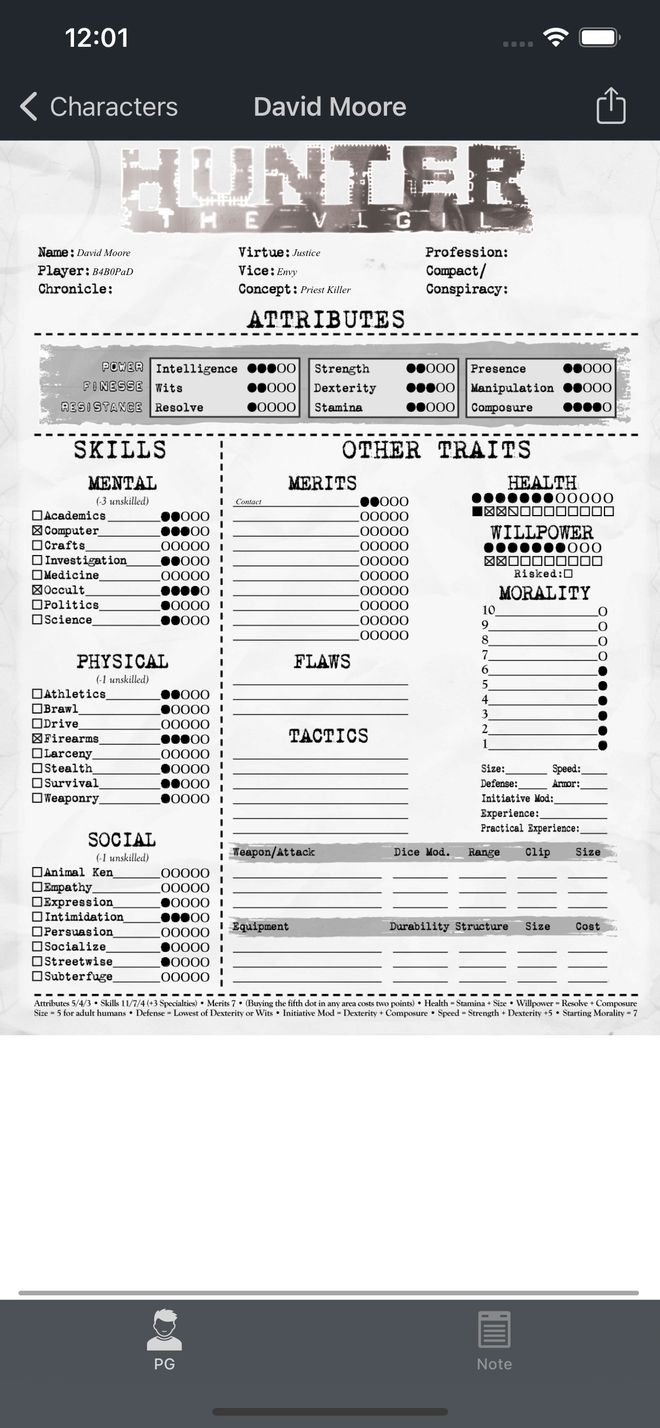 12:01
Characters
David Moore
HUNTER
THE VIGIL
Name: David Moore
Virtue: Justice
Profession:
Player: B4B0PaD
Vice: Envy
Compact/
Chronicle:
Concept: Priest Killer
Conspiracy:
ATTRIBUTES
POWER Intelligence Strength Presence
FINESSE Wits Dexterity Manipulation
RESISTANCE Resolve Stamina Composure
SKILLS
OTHER TRAITS
MENTAL
(-3 unskilled)
Academics
Computer
Crafts
Investigation
Medicine
Occult
Politics
Science
PHYSICAL
(-1 unskilled)
Athletics
Brawl
Drive
Firearms
Larceny
Stealth
Survival
Weaponry
SOCIAL
(-1 unskilled)
Animal Ken
Empathy
Expression
Intimidation
Persuasion
Socialize
Streetwise
Subterfuge
MERITS
Contact
FLAWS
TACTICS
HEALTH
WILLPOWER
Risked:
MORALITY
10
9
8
7
6
5
4
3
2
1
Size: Speed:
Defense: Armor:
Initiative Mod:
Experience:
Practical Experience:
Weapon/Attack Dice Mod. Range Clip Size
Equipment Durability Structure Size Cost
Attributes 5/4/3 • Skills 11/7/4 (+3 Specialties) • Merits 7 • (Buying the fifth dot in any area costs two points) • Health = Stamina + Size • Willpower = Resolve + Composure
Size = 5 for adult humans • Defense = Lowest of Dexterity or Wits • Initiative Mod = Dexterity + Composure • Speed = Strength + Dexterity +5 • Starting Morality = 7
PG
Note